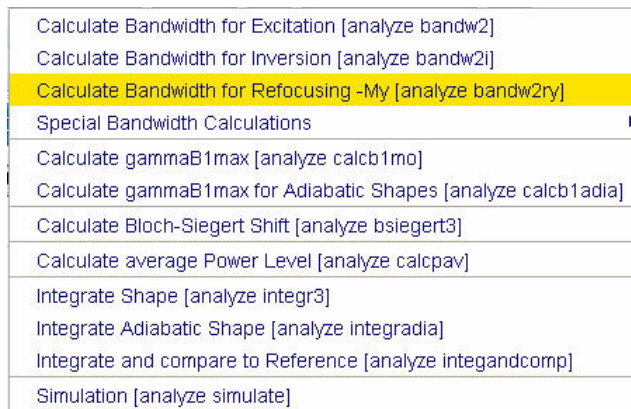 Calculate Bandwidth for Excitation [analyze bandw2]
Calculate Bandwidth for Inversion [analyze bandw2i]
Calculate Bandwidth for Refocusing -My [analyze bandw2ry]
Special Bandwidth Calculations
Calculate gammaB1max [analyze calcb1mo]
Calculate gammaB1max for Adiabatic Shapes [analyze calcb1adia]
Calculate Bloch-Siegert Shift [analyze bsiegert3]
Calculate average Power Level [analyze calcpav]
Integrate Shape [analyze integr3]
Integrate Adiabatic Shape [analyze integradia]
Integrate and compare to Reference [analyze integandcomp]
Simulation [analyze simulate]